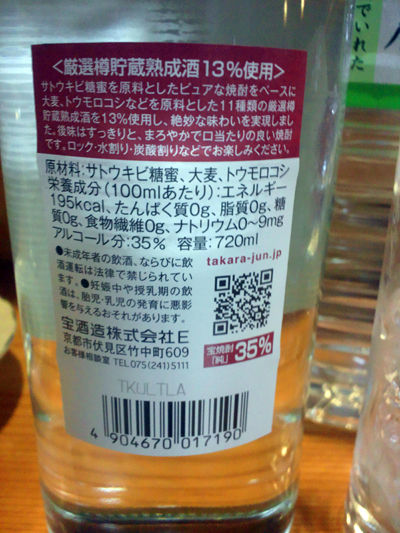 <厳選樽貯蔵熟成酒13%使用>
サトウキビ糖蜜を原料としたピュアな焼酎をベースに
大麦、トウモロコシなどを原料とした11種類の厳選樽
貯蔵熟成酒を13%使用し、絶妙な味わいを実現しまし
た。後味はすっきりと、まろやかで口当たりの良い焼酎
です。ロック・水割り・炭酸割りなどでお楽しみください。
原材料:サトウキビ糖蜜、大麦、トウモロコシ
栄養成分(100mlあたり):エネルギー
195kcal、たんぱく質0g、脂質0g、糖
質0g、食物繊維0g、ナトリウム0~9mg
アルコール分:35% 容量:720ml
●未成年者の飲酒、ならびに飲
酒運転は法律で禁じられてい
ます。●妊娠中や授乳期の飲
酒は、胎児・乳児の発育に悪影
響を与えるおそれがあります。
takara-jun.jp
宝酒造株式会社E
京都市伏見区竹中町609
お客様相談室 TEL075(241)5111
宝焼酎
「純」
35%
TKULTLA
4 904670 017190
でいれた